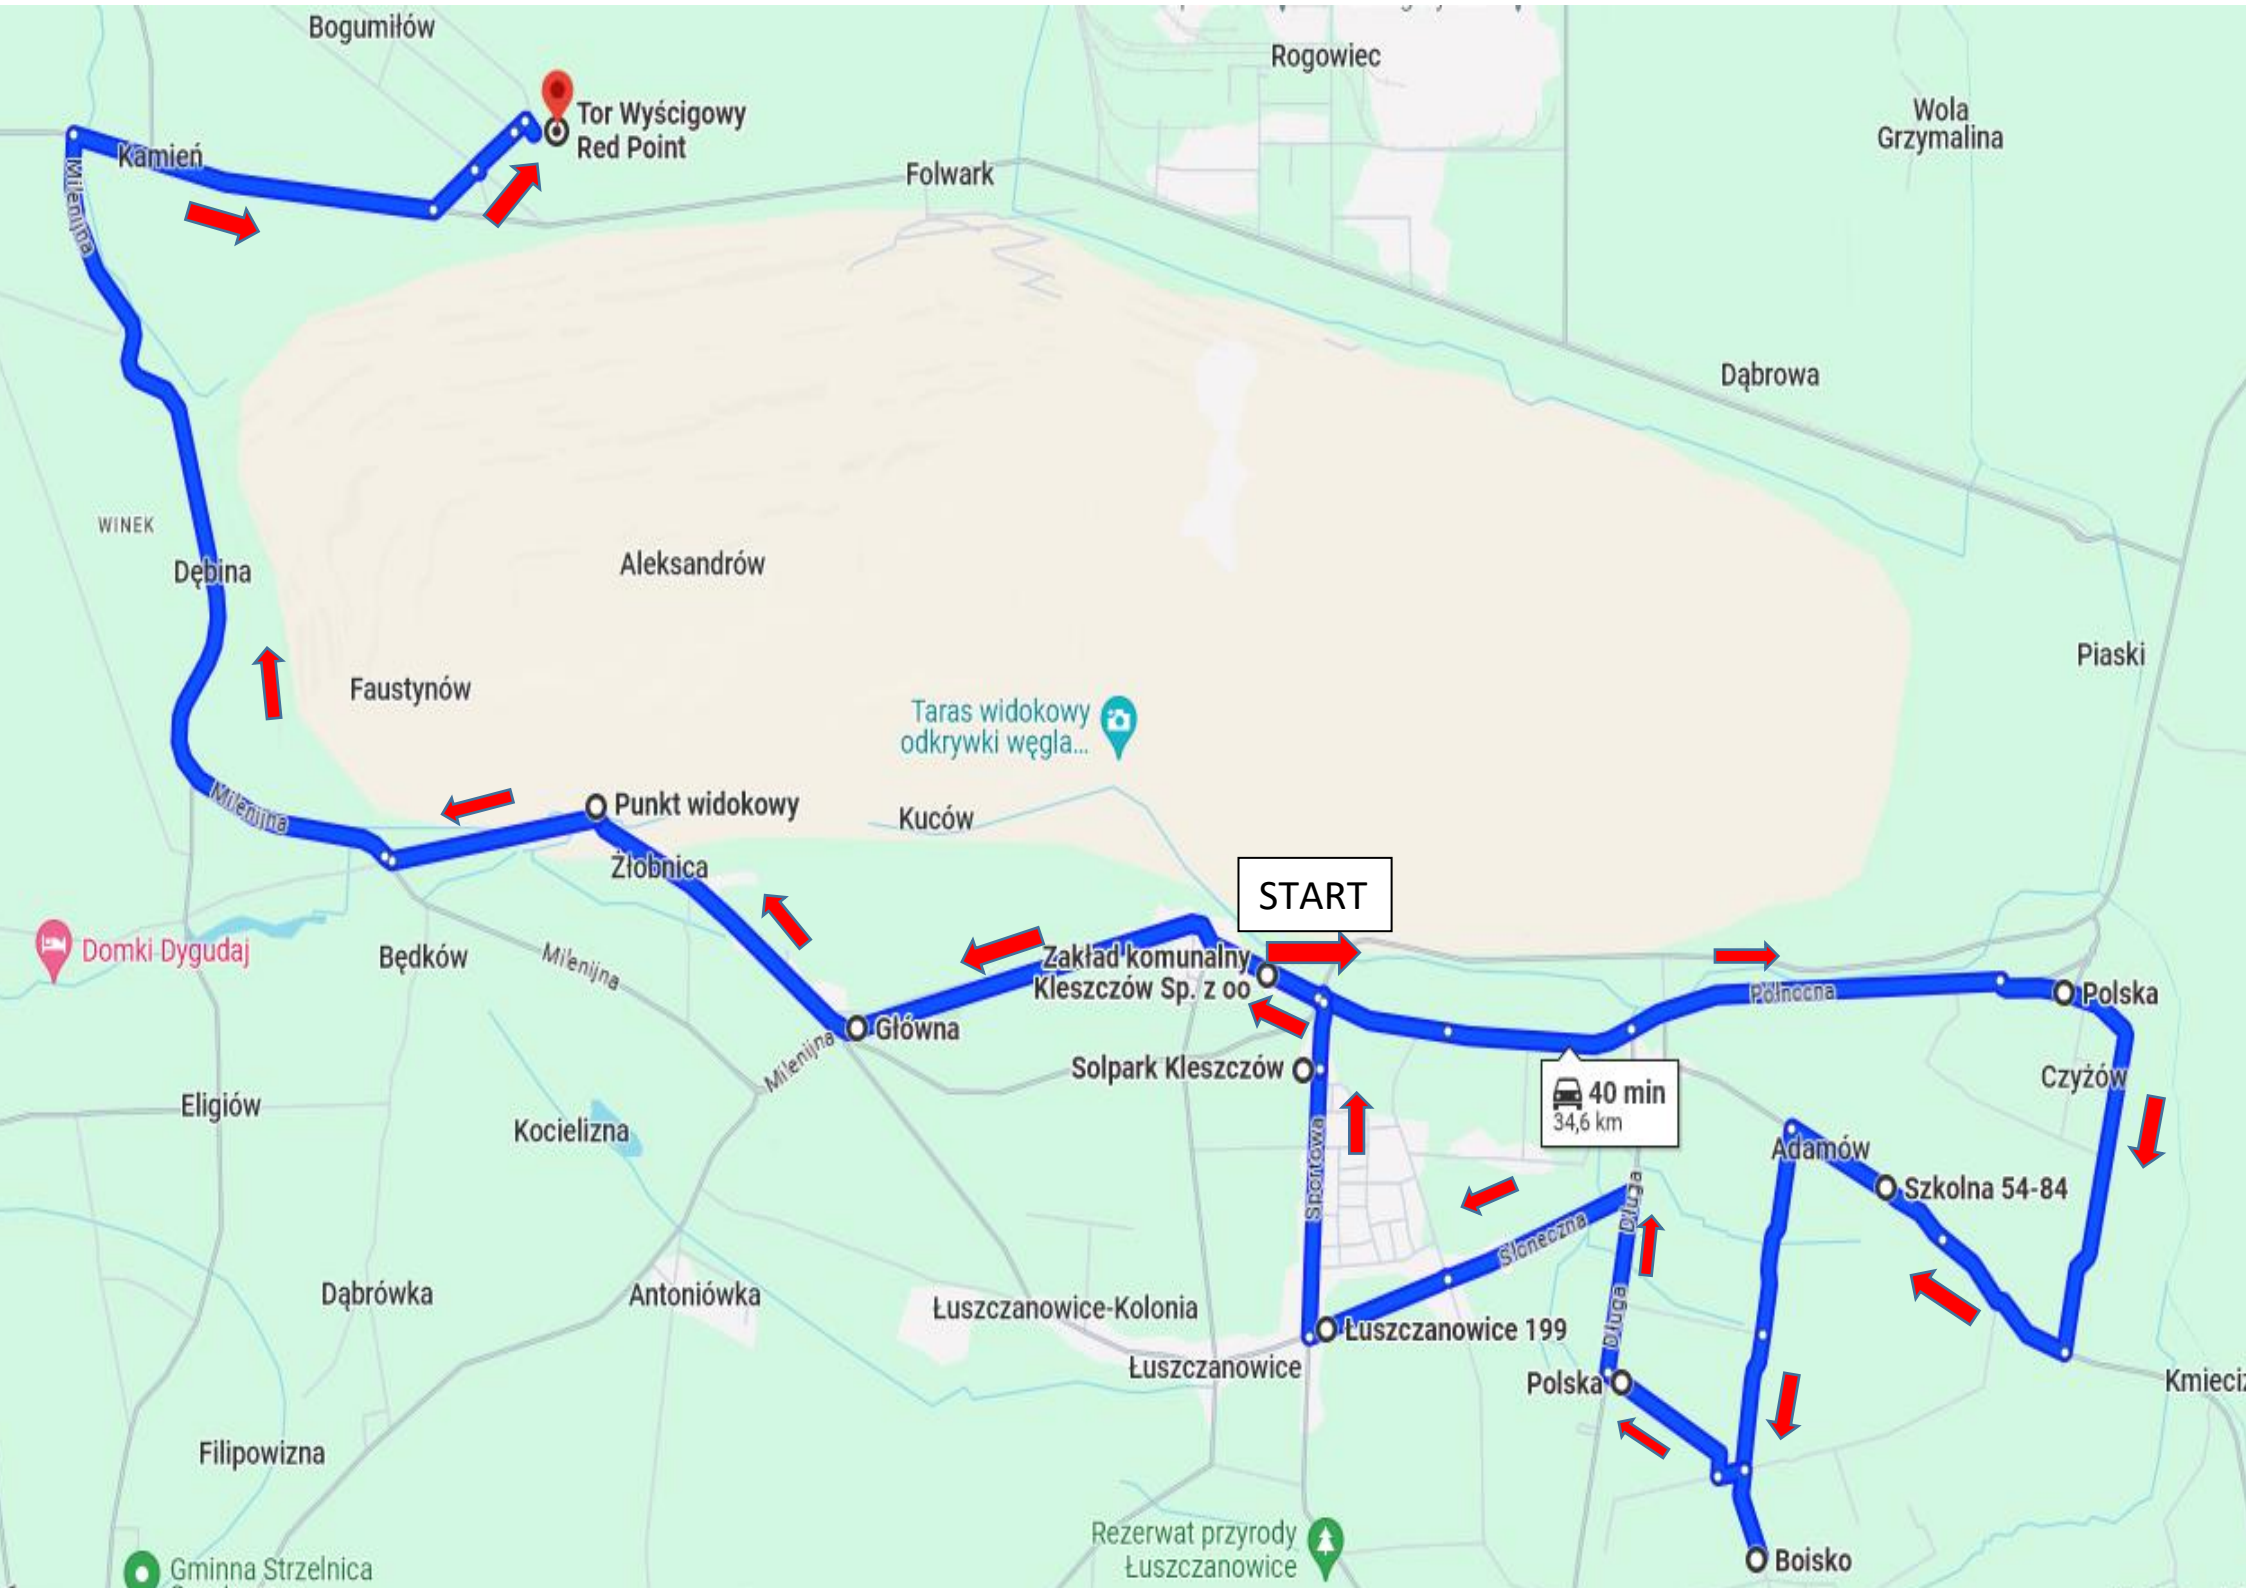 Bogumiłów
Rogowiec
Wola
Grzymalina
Tor Wyścigowy
Red Point
Kamień
Milenijna
Folwark
Dąbrowa
WINEK
Dębina
Aleksandrów
Piaski
Faustynów
Taras widokowy
odkrywki węgla...
Punkt widokowy
Milenijna
Kuców
Żłobnica
START
Domki Dygudaj
Będków
Milenijna
Zakład komunalny
Kleszczów Sp. z oo
Północna
Polska
Główna
Milenijna
Solpark Kleszczów
40 min
34,6 km
Czyżów
Eligiów
Kocielizna
Sportowa
Adamów
Szkolna 54-84
Długa
Słoneczna
Dąbrówka
Antoniówka
Łuszczanowice-Kolonia
Długa
Łuszczanowice 199
Łuszczanowice
Polska
Kmieciz
Filipowizna
Rezerwat przyrody
Łuszczanowice
Boisko
Gminna Strzelnica